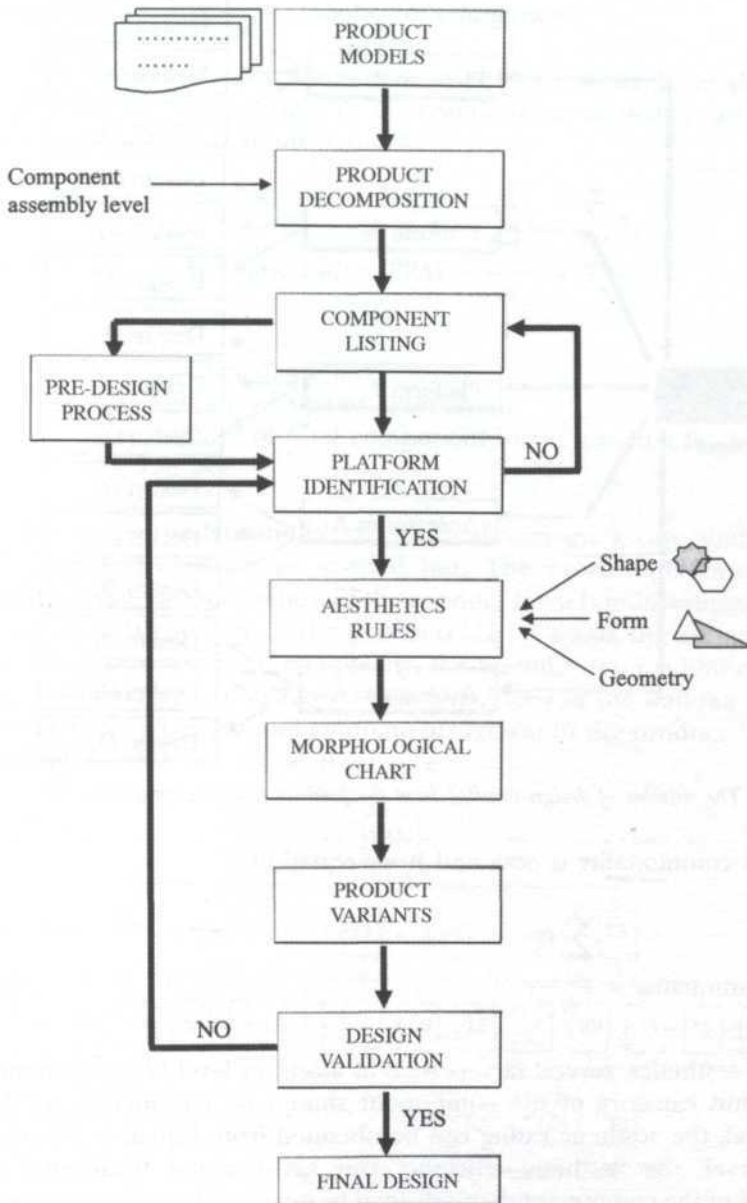 PRODUCT
MODELS
Component
assembly level
PRODUCT
DECOMPOSITION
COMPONENT
LISTING
PRE-DESIGN
PROCESS
PLATFORM
IDENTIFICATION
NO
YES
AESTHETICS
RULES
Shape
Form
Geometry
MORPHOLOGICAL
CHART
PRODUCT
VARIANTS
NO
DESIGN
VALIDATION
YES
FINAL DESIGN